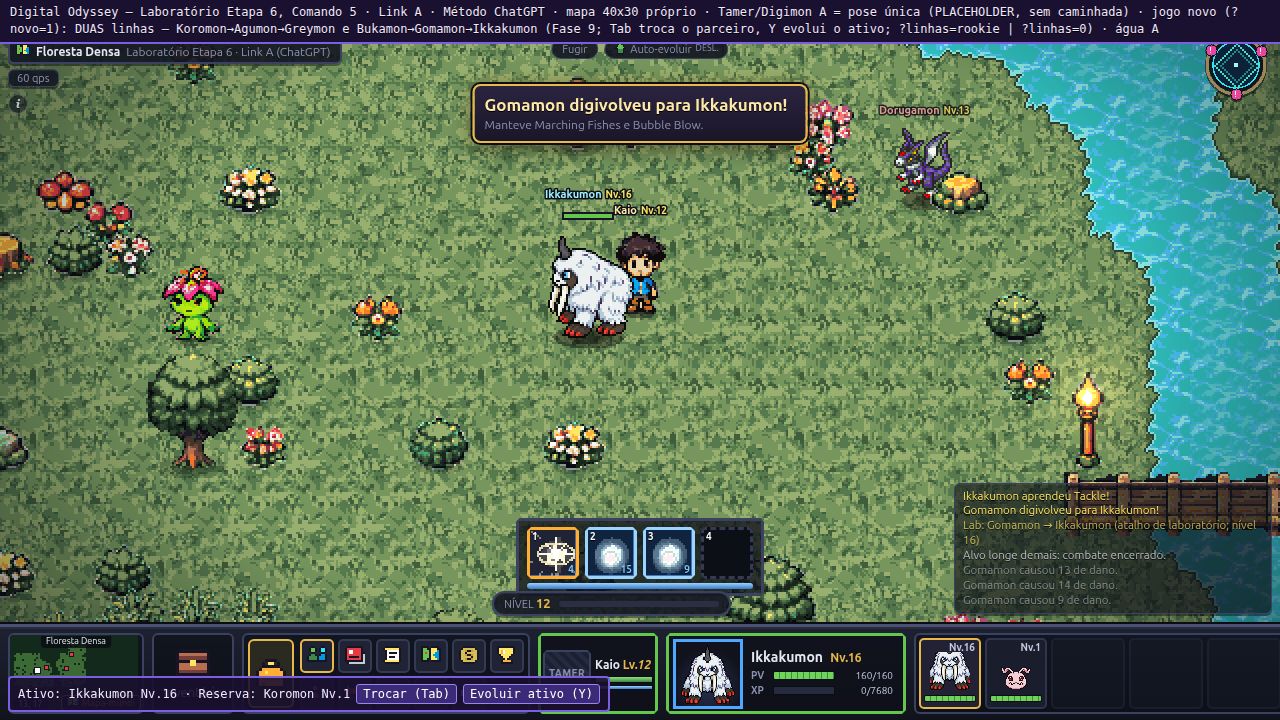 Digital Odyssey — Laboratório Etapa 6, Comando 5 · Link A · Método ChatGPT · mapa 40x30 próprio · Tamer/Digimon A = pose única (PLACEHOLDER, sem caminhada) · jogo novo (?
novo=1): DUAS linhas — Koromon→Agumon→Greymon e Bukamon→Gomamon→Ikkakumon (Fase 9; Tab troca o parceiro, Y evolui o ativo; ?linhas=rookie | ?linhas=0) · água A
Floresta Densa Laboratório Etapa 6 · Link A (ChatGPT)
Fugir
Auto-evoluir DESL.
60 qps
i
Gomamon digivolveu para Ikkakumon!
Manteve Marching Fishes e Bubble Blow.
Dorugamon Nv.13
Ikkakumon Nv.16
Kaio Nv.12
Ikkakumon aprendeu Tackle!
Gomamon digivolveu para Ikkakumon!
Lab: Gomamon → Ikkakumon (atalho de laboratório; nível
16)
Alvo longe demais: combate encerrado.
Gomamon causou 13 de dano.
Gomamon causou 14 de dano.
Gomamon causou 9 de dano.
1 4
2 15
3 9
4
NÍVEL 12
Floresta Densa
TAMER
Kaio Lv.12
Ikkakumon Nv.16
PV 160/160
XP 0/7680
Nv.16
Nv.1
Ativo: Ikkakumon Nv.16 · Reserva: Koromon Nv.1 Trocar (Tab) Evoluir ativo (Y)